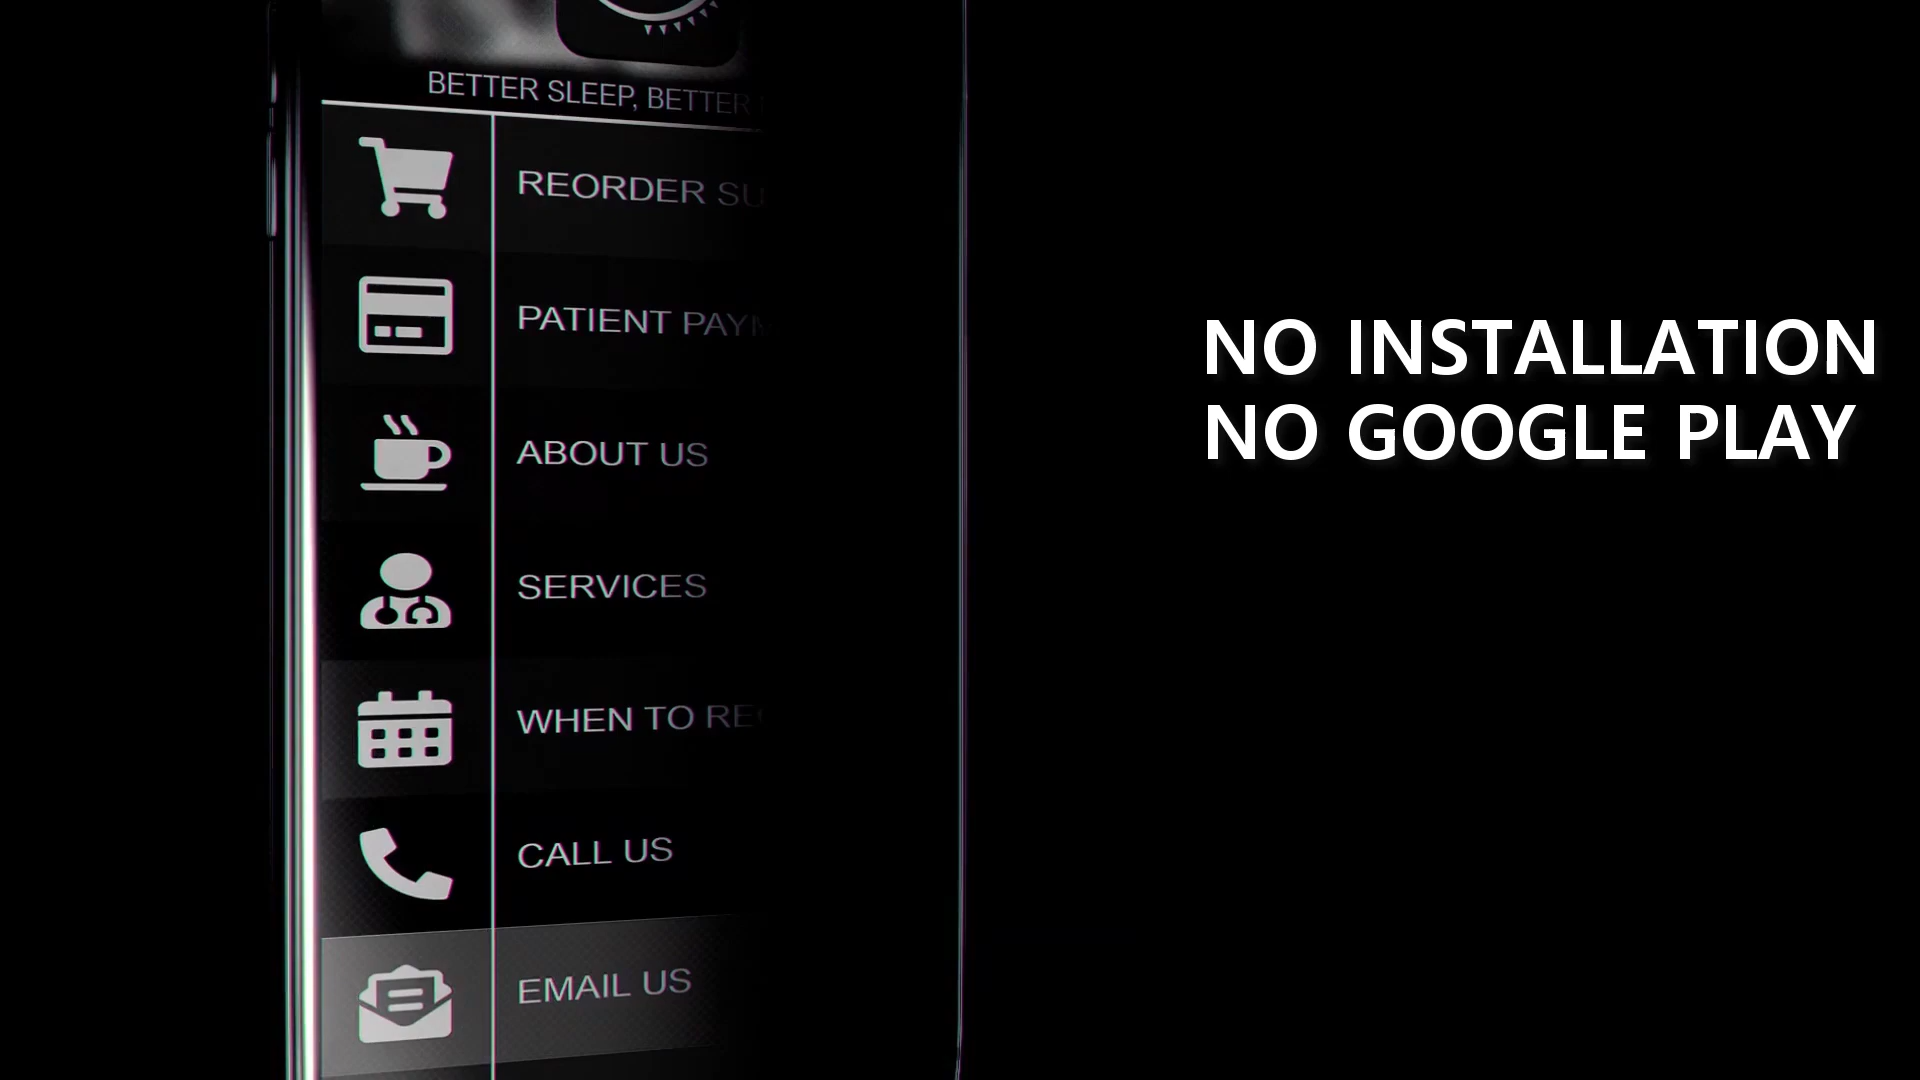 BETTER SLEEP, BETTER
REORDER
PATIENT
ABOUT US
SERVICES
WHEN TO
CALL US
EMAIL US
NO INSTALLATION
NO GOOGLE PLAY